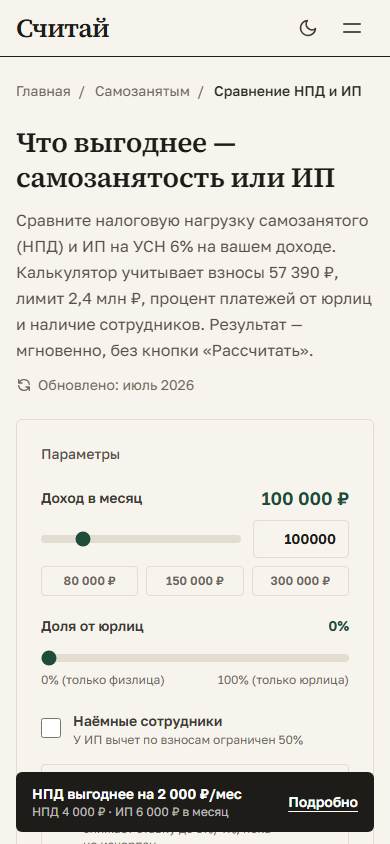 Считай
Главная / Самозанятым / Сравнение НПД и ИП
Что выгоднее —
самозанятость или ИП
Сравните налоговую нагрузку самозанятого
(НПД) и ИП на УСН 6% на вашем доходе.
Калькулятор учитывает взносы 57 390 ₽,
лимит 2,4 млн ₽, процент платежей от юрлиц
и наличие сотрудников. Результат —
мгновенно, без кнопки «Рассчитать».
Обновлено: июль 2026
Параметры
Доход в месяц 100 000 ₽
100000
80 000 ₽ 150 000 ₽ 300 000 ₽
Доля от юрлиц 0%
0% (только физлица) 100% (только юрлица)
Наёмные сотрудники
У ИП вычет по взносам ограничен 50%
НПД выгоднее на 2 000 ₽/мес
НПД 4 000 ₽ · ИП 6 000 ₽ в месяц
Подробно